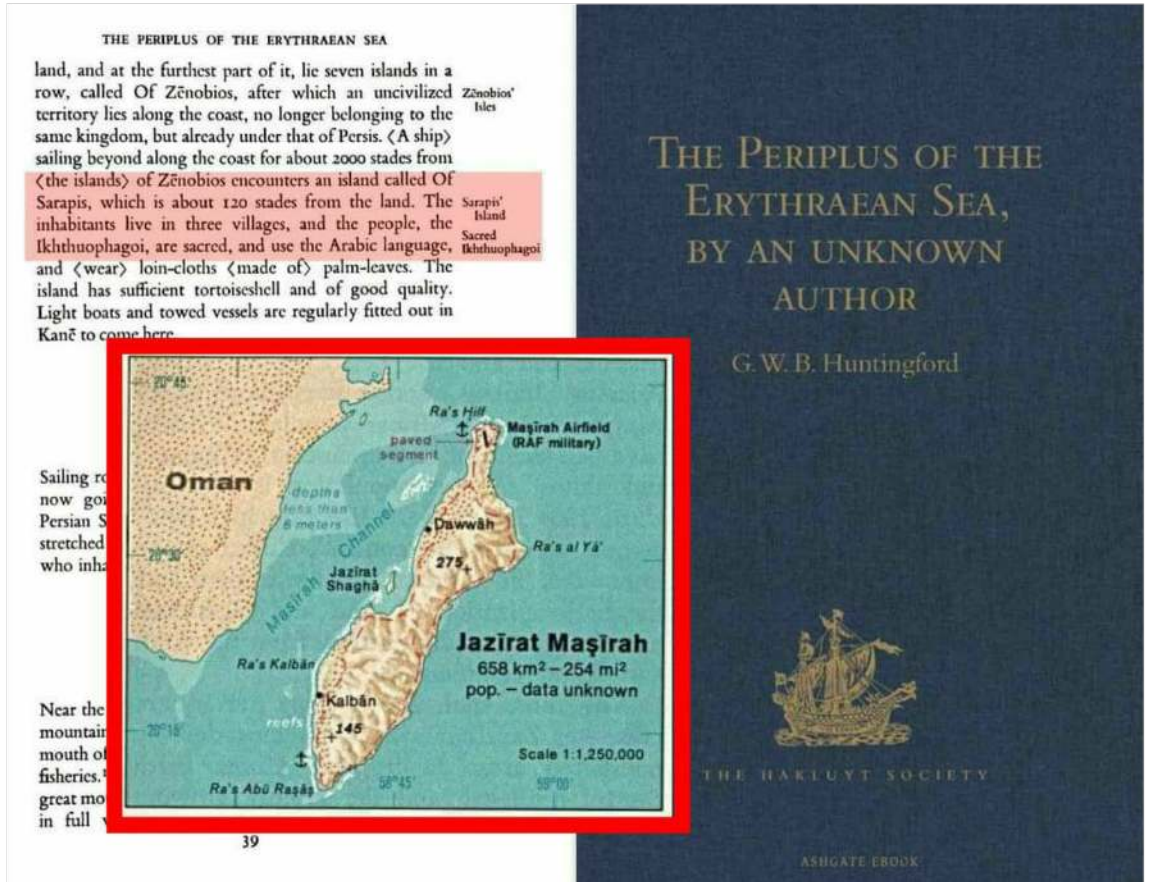 THE PERIPLUS OF THE ERYTHRAEAN SEA
land, and at the furthest part of it, lie seven islands in a
row, called Of Zēnobios, after which an uncivilized
territory lies along the coast, no longer belonging to the
same kingdom, but already under that of Persis. ⟨A ship⟩
sailing beyond along the coast for about 2000 stades from
⟨the islands⟩ of Zēnobios encounters an island called Of
Sarapis, which is about 120 stades from the land. The
inhabitants live in three villages, and the people, the
Ikhthuophagoi, are sacred, and use the Arabic language,
and ⟨wear⟩ loin-cloths ⟨made of⟩ palm-leaves. The
island has sufficient tortoiseshell and of good quality.
Light boats and towed vessels are regularly fitted out in
Kanē to come here
Zēnobios'
Isles
Sarapis'
Island
Sacred
Ikhthuophagoi
Sailing
now
Persian S
stretched
who
Near the
mountain
mouth of
fisheries.
great
in full
39
20°45'
20°30'
20°15'
58°45'
59°00'
Oman
depths
less than
6 meters
Masirah Channel
Ra's Hilf
paved
segment
Maşīrah Airfield
(RAF military)
Dawwāh
275
Ra's al Yā'
Jazīrat
Shaghā
Ra's Kalbān
Kalbān
reefs
145
Ra's Abū Raşāş
Jazīrat Maşīrah
658 km² – 254 mi²
pop. – data unknown
Scale 1:1,250,000
THE PERIPLUS OF THE
ERYTHRAEAN SEA,
BY AN UNKNOWN
AUTHOR
G. W. B. Huntingford
THE HAKLUYT SOCIETY
ASHGATE EBOOK